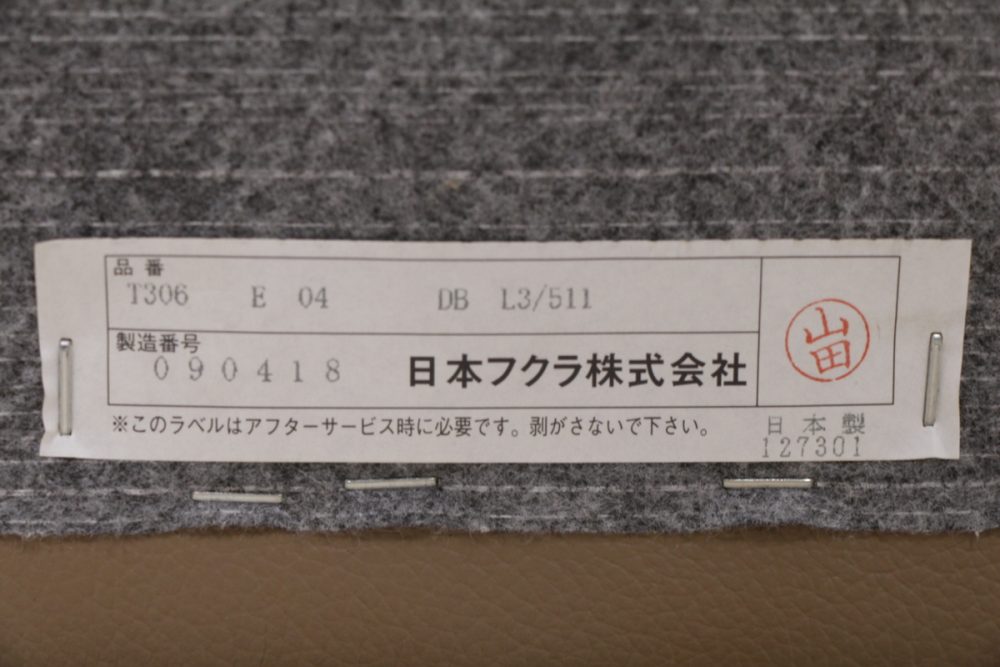 品番
T306 E 04 DB L3/511
製造番号
090418 日本フクラ株式会社
山田
※このラベルはアフターサービス時に必要です。剥がさないで下さい。
日本製
127301